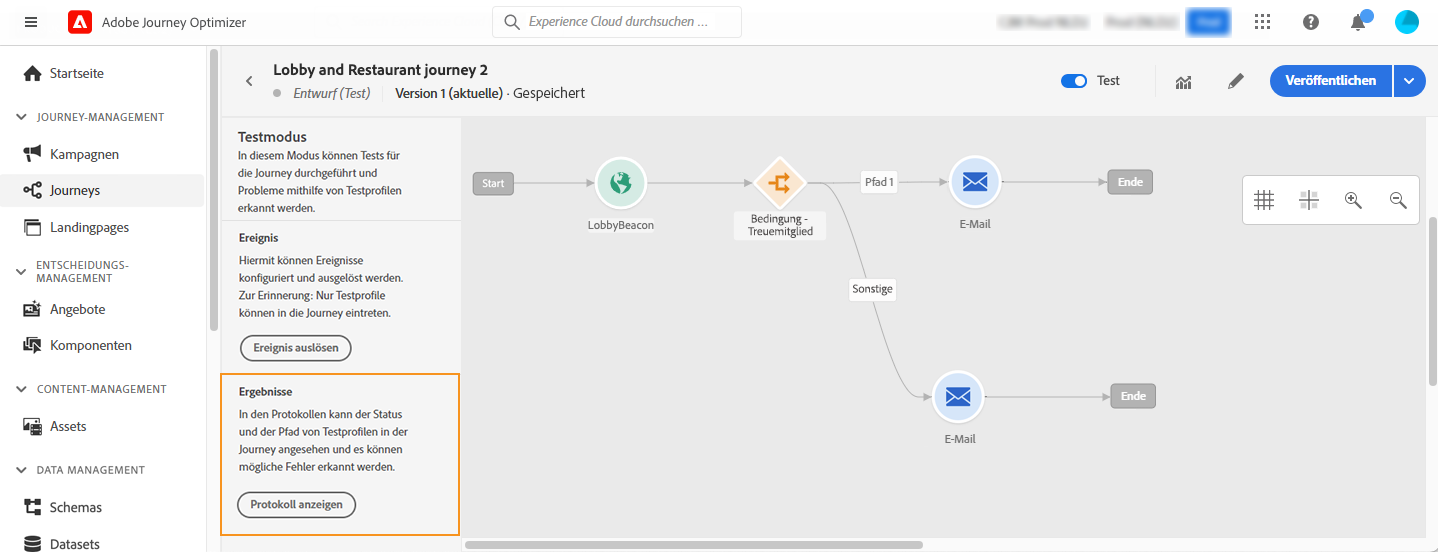 Adobe Journey Optimizer
Experience Cloud durchsuchen ...
Startseite
JOURNEY-MANAGEMENT
Kampagnen
Journeys
Landingpages
ENTSCHEIDUNGS-
MANAGEMENT
Angebote
Komponenten
CONTENT-MANAGEMENT
Assets
DATA MANAGEMENT
Schemas
Datasets
Lobby and Restaurant journey 2
Entwurf (Test)
Version 1 (aktuelle) · Gespeichert
Test
Veröffentlichen
Testmodus
In diesem Modus können Tests für
die Journey durchgeführt und
Probleme mithilfe von Testprofilen
erkannt werden.
Ereignis
Hiermit können Ereignisse
konfiguriert und ausgelöst werden.
Zur Erinnerung: Nur Testprofile
können in die Journey eintreten.
Ereignis auslösen
Ergebnisse
In den Protokollen kann der Status
und der Pfad von Testprofilen in der
Journey angesehen und es können
mögliche Fehler erkannt werden.
Protokoll anzeigen
Start
LobbyBeacon
Bedingung -
Treuemitglied
Pfad 1
E-Mail
Ende
Sonstige
E-Mail
Ende